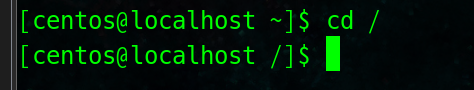 [centos@localhost ~]$ cd /
[centos@localhost /]$